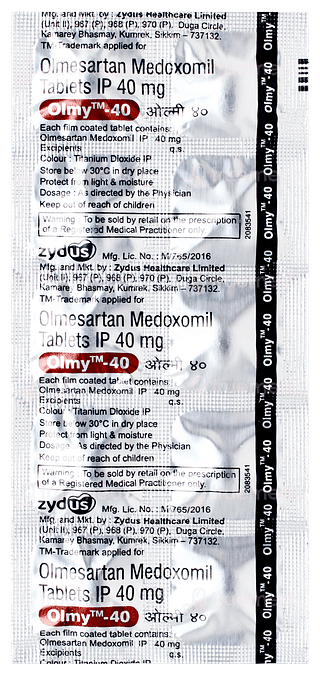 Mfg. and Mkt. by : Zydus Healthcare Limited
(Unit II), 967 (P), 968 (P), 970 (P), Duga Circle,
Kamarey Bhasmay, Kumrek, Sikkim – 737132.
TM-Trademark applied for
Olmesartan Medoxomil
Tablets IP 40 mg
Olmy™-40 ओल्मी ४०
Each film coated tablet contains:
Olmesartan Medoxomil IP 40 mg
Excipients q.s.
Colour : Titanium Dioxide IP
Store below 30°C in dry place
Protect from light & moisture
Dosage : As directed by the Physician
Keep out of reach of children
Warning : To be sold by retail on the prescription
of a Registered Medical Practitioner only.
2083541
zydus Mfg. Lic. No. : M/765/2016
Mfg. and Mkt. by : Zydus Healthcare Limited
(Unit II), 967 (P), 968 (P), 970 (P), Duga Circle,
Kamarey Bhasmay, Kumrek, Sikkim – 737132.
TM-Trademark applied for
Olmesartan Medoxomil
Tablets IP 40 mg
Olmy™-40 ओल्मी ४०
Each film coated tablet contains:
Olmesartan Medoxomil IP 40 mg
Excipients q.s.
Colour : Titanium Dioxide IP
Store below 30°C in dry place
Protect from light & moisture
Dosage : As directed by the Physician
Keep out of reach of children
Warning : To be sold by retail on the prescription
of a Registered Medical Practitioner only.
2083541
zydus Mfg. Lic. No. : M/765/2016
Mfg. and Mkt. by : Zydus Healthcare Limited
(Unit II), 967 (P), 968 (P), 970 (P), Duga Circle,
Kamarey Bhasmay, Kumrek, Sikkim – 737132.
TM-Trademark applied for
Olmesartan Medoxomil
Tablets IP 40 mg
Olmy™-40 ओल्मी ४०
Each film coated tablet contains:
Olmesartan Medoxomil IP 40 mg
Excipients q.s.
Colour : Titanium Dioxide IP
Olmy™-40 Olmy™-40 Olmy™-40 Olmy™-40 Olmy™-40 Olmy™-40 Olmy™-40 Olmy™-40 Olmy™-40